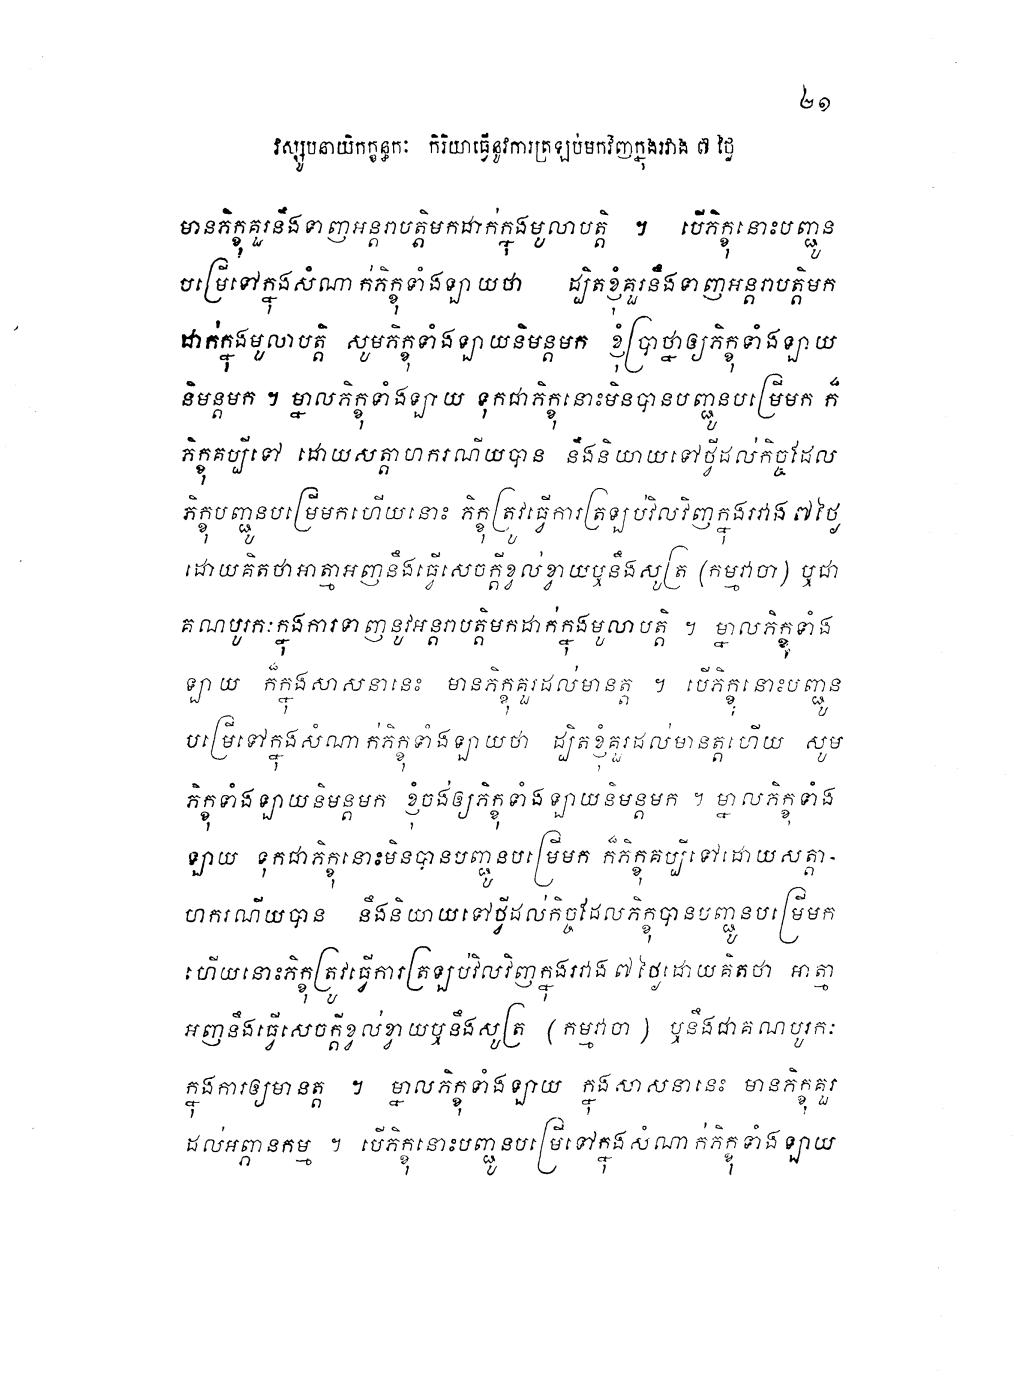 ២១
វស្សូបនាយិកក្ខន្ធកៈ កិរិយាធ្វើនូវការត្រឡប់មកវិញក្នុងរវាង ៧ ថ្ងៃ
មានភិក្ខុគួរនឹងទាញអន្តរាបត្តិមកដាក់ក្នុងមូលាបត្តិ ។ បើភិក្ខុនោះបញ្ជូន
បម្រើទៅក្នុងសំណាក់ភិក្ខុទាំងឡាយថា ដ្បិតខ្ញុំគួរនឹងទាញអន្តរាបត្តិមក
ដាក់ក្នុងមូលាបត្តិ សូមភិក្ខុទាំងឡាយនិមន្តមក ខ្ញុំប្រាថ្នាឲ្យភិក្ខុទាំងឡាយ
និមន្តមក ។ ម្នាលភិក្ខុទាំងឡាយ ទុកជាភិក្ខុនោះមិនបានបញ្ជូនបម្រើមក ក៏
ភិក្ខុគប្បីទៅ ដោយសត្តាហករណីយបាន នឹងនិយាយទៅថ្វីដល់កិច្ចដែល
ភិក្ខុបញ្ជូនបម្រើមកហើយនោះ ភិក្ខុត្រូវធ្វើការត្រឡប់វិលវិញក្នុងរវាង ៧ ថ្ងៃ
ដោយគិតថាអាត្មាអញនឹងធ្វើសេចក្តីខ្វល់ខ្វាយឬនឹងសូត្រ (កម្មវាចា) ឬជា
គណបូរកៈក្នុងការទាញនូវអន្តរាបត្តិមកដាក់ក្នុងមូលាបត្តិ ។ ម្នាលភិក្ខុទាំង
ឡាយ ក៏ក្នុងសាសនានេះ មានភិក្ខុគួរដល់មានត្ត ។ បើភិក្ខុនោះបញ្ជូន
បម្រើទៅក្នុងសំណាក់ភិក្ខុទាំងឡាយថា ដ្បិតខ្ញុំគួរដល់មានត្តហើយ សូម
ភិក្ខុទាំងឡាយនិមន្តមក ខ្ញុំចង់ឲ្យភិក្ខុទាំងឡាយនិមន្តមក ។ ម្នាលភិក្ខុទាំង
ឡាយ ទុកជាភិក្ខុនោះមិនបានបញ្ជូនបម្រើមក ក៏ភិក្ខុគប្បីទៅដោយសត្តា-
ហករណីយបាន នឹងនិយាយទៅថ្វីដល់កិច្ចដែលភិក្ខុបានបញ្ជូនបម្រើមក
ហើយនោះភិក្ខុត្រូវធ្វើការត្រឡប់វិលវិញក្នុងរវាង ៧ ថ្ងៃដោយគិតថា អាត្មា
អញនឹងធ្វើសេចក្តីខ្វល់ខ្វាយឬនឹងសូត្រ (កម្មវាចា) ឬនឹងជាគណបូរកៈ
ក្នុងការឲ្យមានត្ត ។ ម្នាលភិក្ខុទាំងឡាយ ក្នុងសាសនានេះ មានភិក្ខុគួរ
ដល់អព្ភានកម្ម ។ បើភិក្ខុនោះបញ្ជូនបម្រើទៅក្នុងសំណាក់ភិក្ខុទាំងឡាយ